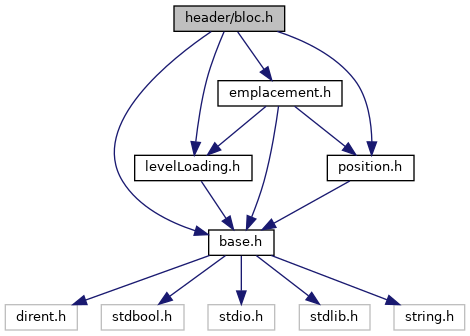 header/bloc.h
emplacement.h
levelLoading.h
position.h
base.h
dirent.h
stdbool.h
stdio.h
stdlib.h
string.h